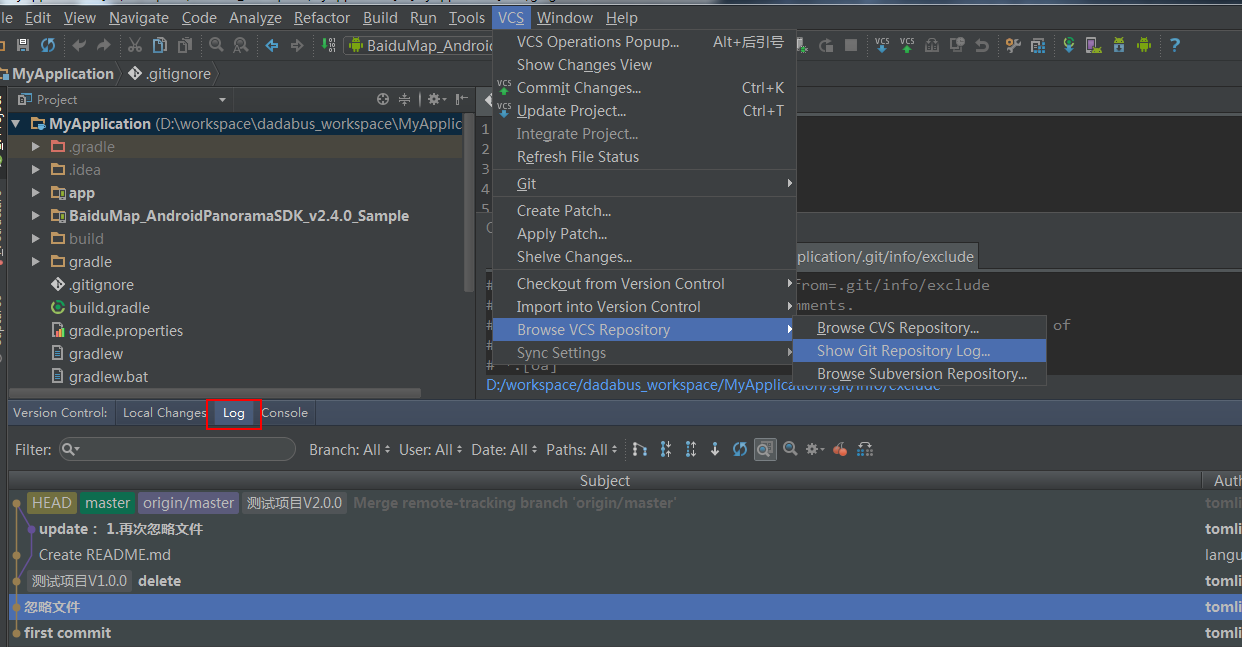 Edit View Navigate Code Analyze Refactor Build Run Tools VCS Window Help
BaiduMap_Androi
MyApplication .gitignore
Project
MyApplication (D:\workspace\dadabus_workspace\MyApplic
.gradle
.idea
app
BaiduMap_AndroidPanoramaSDK_v2.4.0_Sample
build
gradle
.gitignore
build.gradle
gradle.properties
gradlew
gradlew.bat
1
2
3
4
5
VCS Operations Popup... Alt+后引号
Show Changes View
Commit Changes... Ctrl+K
Update Project... Ctrl+T
Integrate Project...
Refresh File Status
Git
Create Patch...
Apply Patch...
Shelve Changes...
Checkout from Version Control
Import into Version Control
Browse VCS Repository
Sync Settings
Browse CVS Repository...
Show Git Repository Log...
Browse Subversion Repository...
plication/.git/info/exclude
from=.git/info/exclude
mments.
of
# *.[oa]
D:/workspace/dadabus_workspace/MyApplication/.git/info/exclude
Version Control: Local Changes Log Console
Filter: Branch: All User: All Date: All Paths: All
Subject Auth
HEAD master origin/master 测试项目V2.0.0 Merge remote-tracking branch 'origin/master' tomli
update : 1.再次忽略文件 tomli
Create README.md langu
测试项目V1.0.0 delete tomli
忽略文件 tomli
first commit tomli